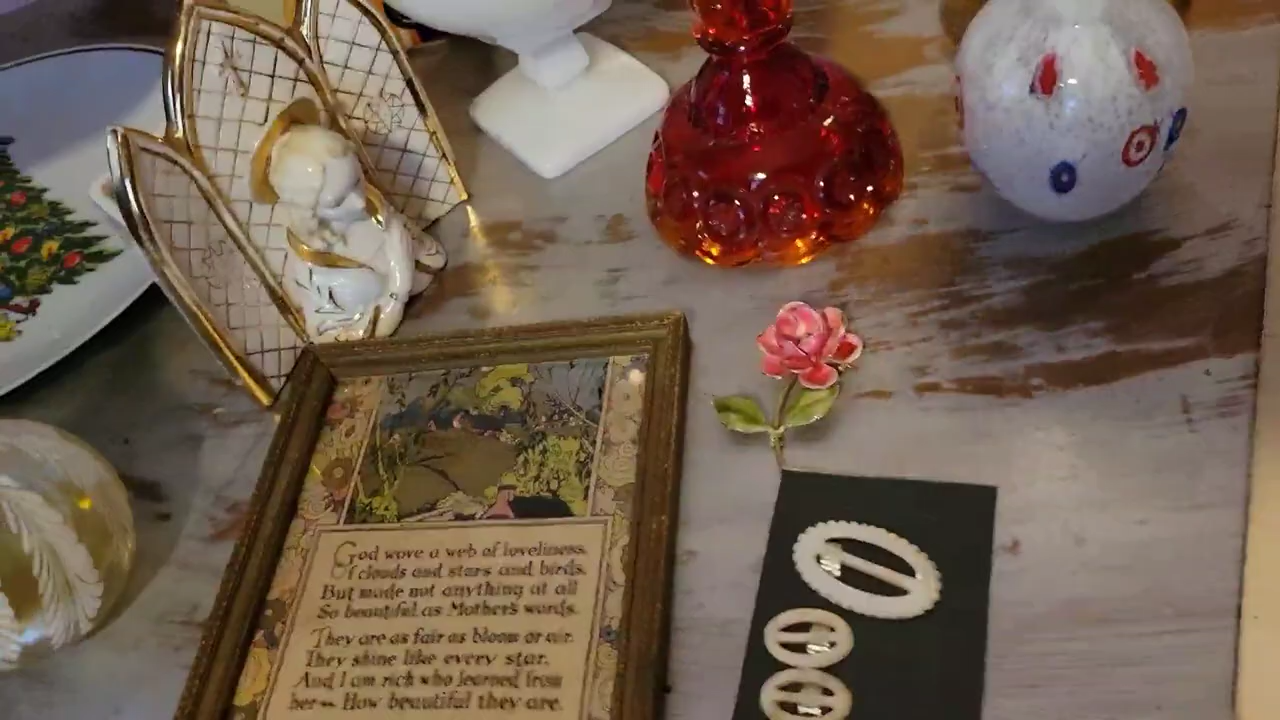 God wove a web of loveliness,
Of clouds and stars and birds,
But made not anything at all
So beautiful as Mother's words.
They are as fair as bloom or air,
They shine like every star,
And I am rich who learned from
her— How beautiful they are.